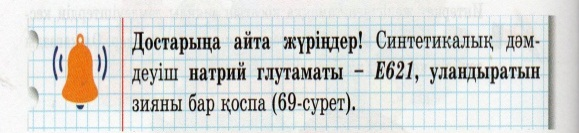 Достарыңа айта жүріңдер! Синтетикалық дәм-
деуіш натрий глутаматы – Е621, уландыратын
зияны бар қоспа (69-сурет).